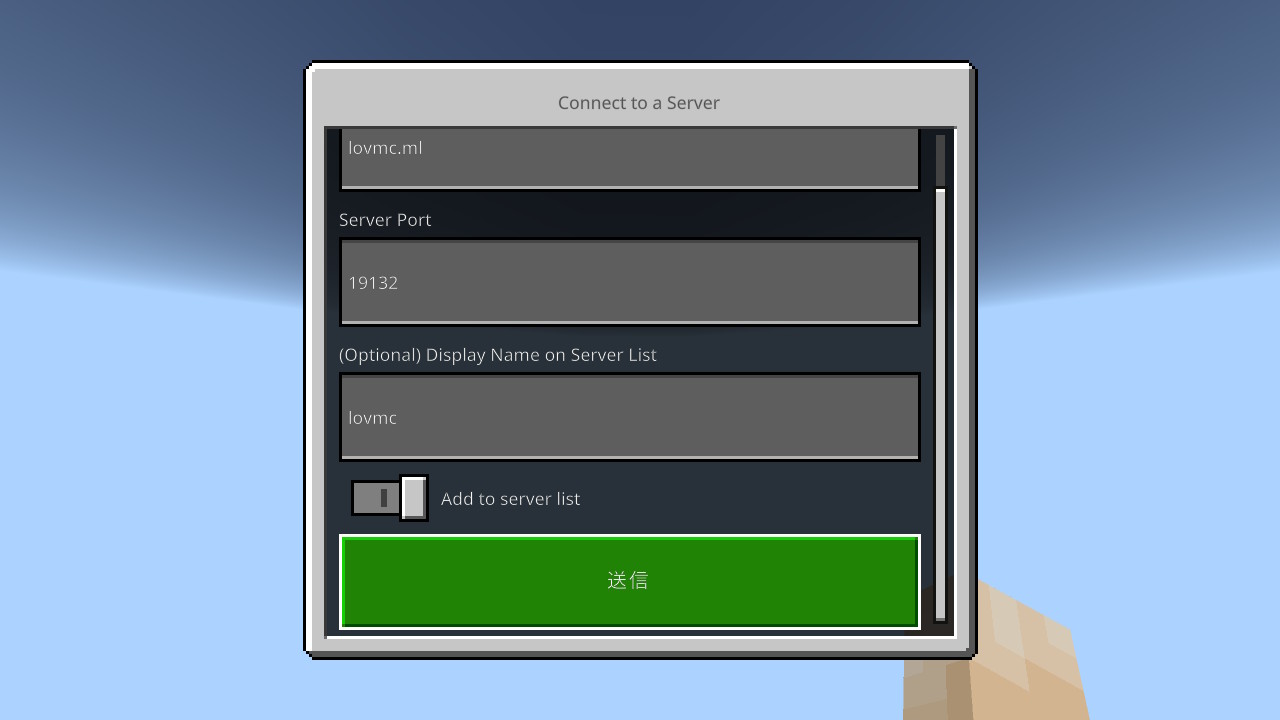 Connect to a Server
lovmc.ml
Server Port
19132
(Optional) Display Name on Server List
lovmc
Add to server list
送信